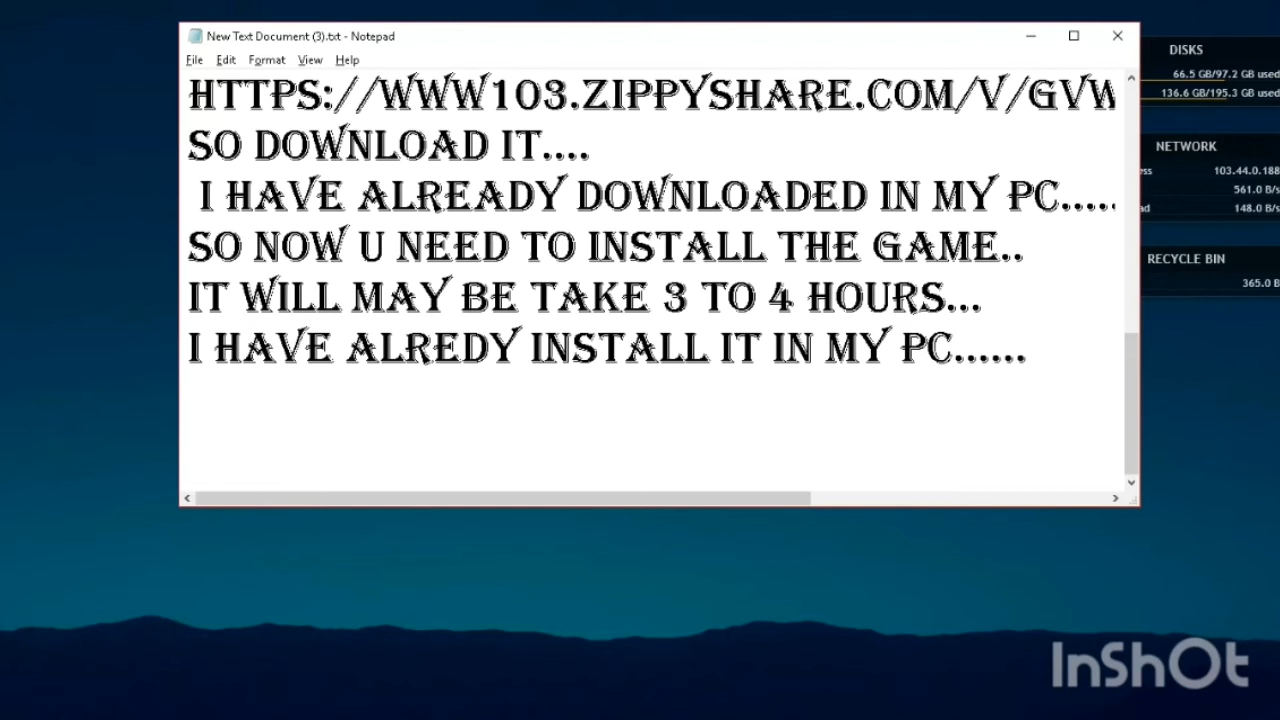 New Text Document (3).txt - Notepad
File Edit Format View Help
HTTPS://WWW103.ZIPPYSHARE.COM/V/GVW
SO DOWNLOAD IT....
I HAVE ALREADY DOWNLOADED IN MY PC.....
SO NOW U NEED TO INSTALL THE GAME..
IT WILL MAY BE TAKE 3 TO 4 HOURS...
I HAVE ALREDY INSTALL IT IN MY PC......
DISKS
66.5 GB/97.2 GB used
136.6 GB/195.3 GB used
NETWORK
ess 103.44.0.188
561.0 B/s
ad 148.0 B/s
RECYCLE BIN
365.0 B
InShOt